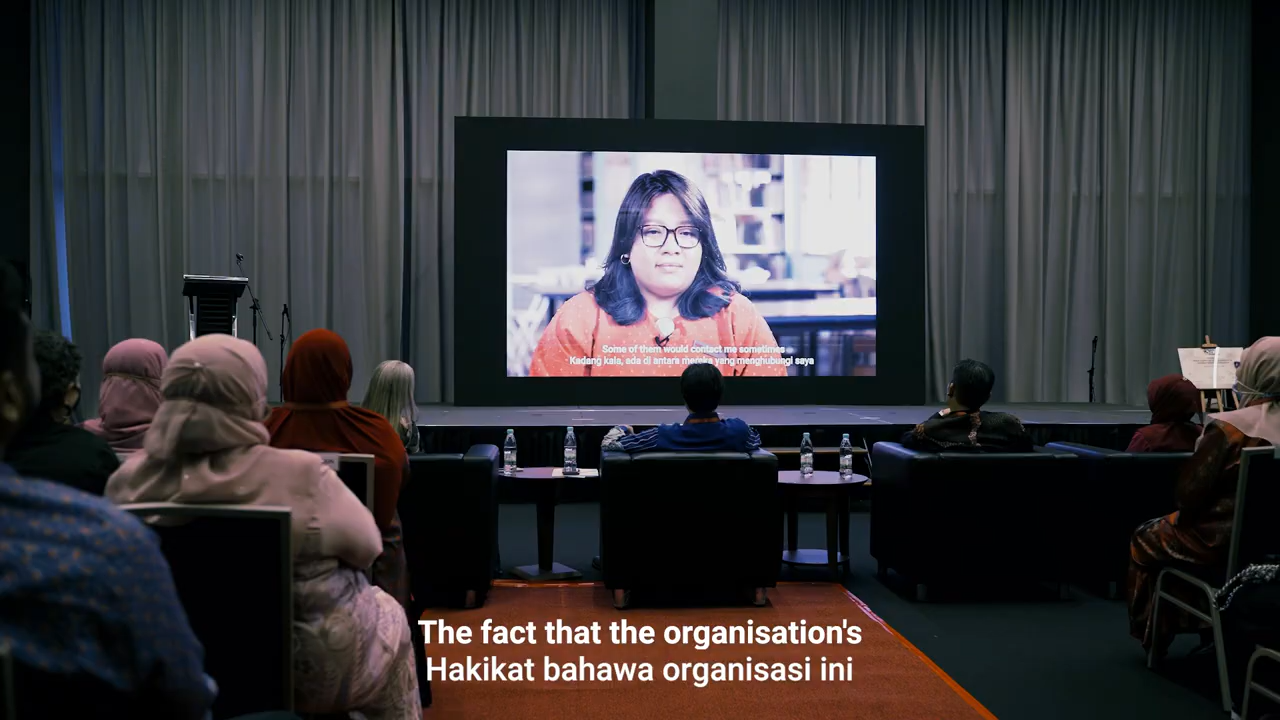 Some of them would contact me sometimes
Kadang kala, ada di antara mereka yang menghubungi saya
The fact that the organisation's
Hakikat bahawa organisasi ini